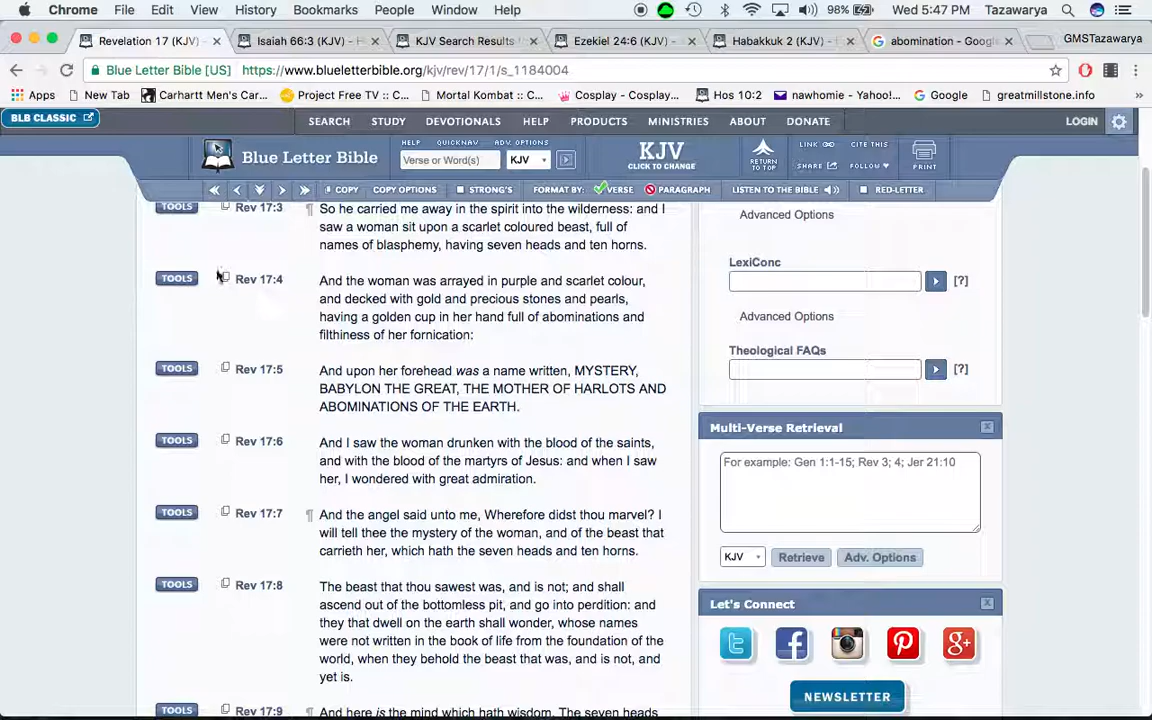 Chrome File Edit View History Bookmarks People Window Help 98% Wed 5:47 PM Tazawarya
Revelation 17 (KJV) - Isaiah 66:3 (KJV) - H KJV Search Results Ezekiel 24:6 (KJV) - Habakkuk 2 (KJV) - abomination - Google GMSTazawarya
Blue Letter Bible [US] https://www.blueletterbible.org/kjv/rev/17/1/s_1184004
Apps New Tab Carhartt Men's Car... Project Free TV :: C... Mortal Kombat :: C... Cosplay - Cosplay... Hos 10:2 nawhomie - Yahoo!... Google greatmillstone.info »
BLB CLASSIC SEARCH STUDY DEVOTIONALS HELP PRODUCTS MINISTRIES ABOUT DONATE LOGIN
Blue Letter Bible HELP QUICKNAV ADV. OPTIONS
Verse or Word(s) KJV
KJV
CLICK TO CHANGE
RETURN TO TOP
LINK CITE THIS
SHARE FOLLOW
PRINT
COPY COPY OPTIONS STRONG'S FORMAT BY: VERSE PARAGRAPH LISTEN TO THE BIBLE RED-LETTER
TOOLS Rev 17:3 ¶ So he carried me away in the spirit into the wilderness: and I
saw a woman sit upon a scarlet coloured beast, full of
names of blasphemy, having seven heads and ten horns.
TOOLS Rev 17:4 And the woman was arrayed in purple and scarlet colour,
and decked with gold and precious stones and pearls,
having a golden cup in her hand full of abominations and
filthiness of her fornication:
TOOLS Rev 17:5 And upon her forehead was a name written, MYSTERY,
BABYLON THE GREAT, THE MOTHER OF HARLOTS AND
ABOMINATIONS OF THE EARTH.
TOOLS Rev 17:6 And I saw the woman drunken with the blood of the saints,
and with the blood of the martyrs of Jesus: and when I saw
her, I wondered with great admiration.
TOOLS Rev 17:7 ¶ And the angel said unto me, Wherefore didst thou marvel? I
will tell thee the mystery of the woman, and of the beast that
carrieth her, which hath the seven heads and ten horns.
TOOLS Rev 17:8 The beast that thou sawest was, and is not; and shall
ascend out of the bottomless pit, and go into perdition: and
they that dwell on the earth shall wonder, whose names
were not written in the book of life from the foundation of the
world, when they behold the beast that was, and is not, and
yet is.
TOOLS Rev 17:9 And here is the mind which hath wisdom. The seven heads
Advanced Options
LexiConc
[?]
Advanced Options
Theological FAQs
[?]
Multi-Verse Retrieval
For example: Gen 1:1-15; Rev 3; 4; Jer 21:10
KJV Retrieve Adv. Options
Let's Connect
NEWSLETTER